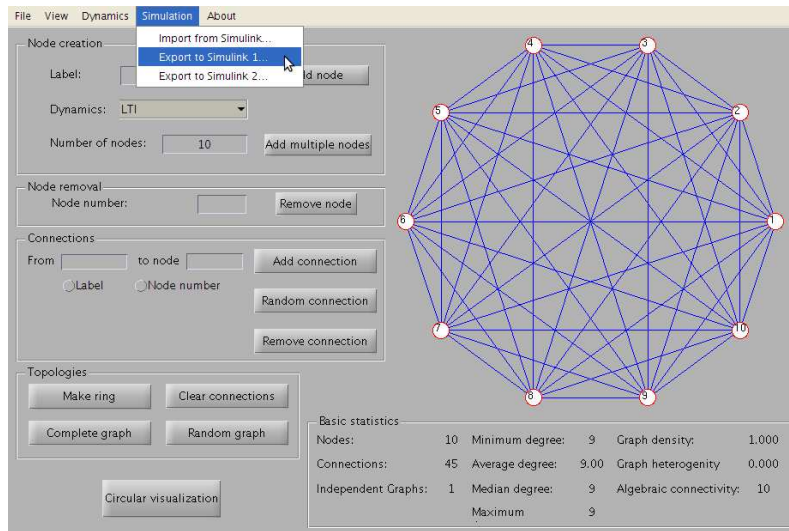 File View Dynamics Simulation About
Import from Simulink...
Export to Simulink 1...
Export to Simulink 2...
Node creation
Label: d node
Dynamics: LTI
Number of nodes: 10 Add multiple nodes
Node removal
Node number: Remove node
Connections
From to node Add connection
Label Node number
Random connection
Remove connection
Topologies
Make ring Clear connections
Complete graph Random graph
Circular visualization
4 3
5 2
6 1
7 10
8 9
Basic statistics
Nodes: 10 Minimum degree: 9 Graph density: 1.000
Connections: 45 Average degree: 9.00 Graph heterogenity 0.000
Independent Graphs: 1 Median degree: 9 Algebraic connectivity: 10
Maximum 9